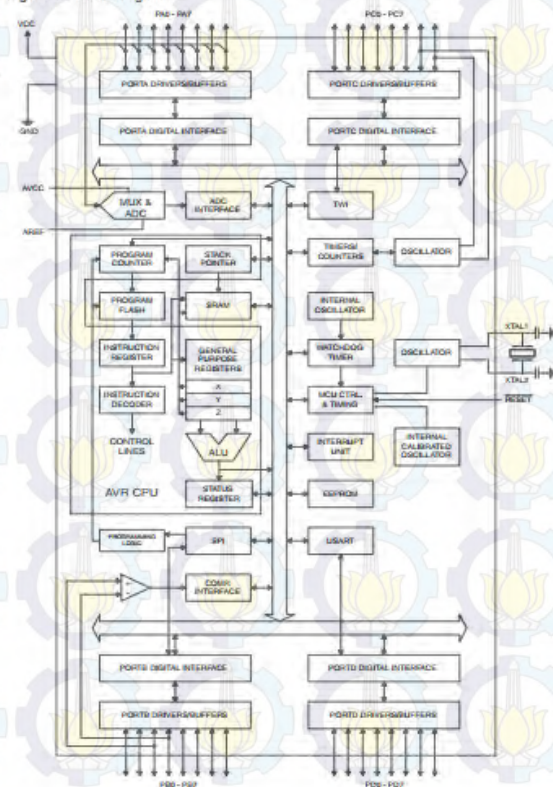 PA0 - PA7
PC0 - PC7
VCC
PORTA DRIVERS/BUFFERS
PORTC DRIVERS/BUFFERS
GND
PORTA DIGITAL INTERFACE
PORTC DIGITAL INTERFACE
AVCC
MUX &
ADC
ADC
INTERFACE
TWI
AREF
PROGRAM
COUNTER
STACK
POINTER
TIMERS/
COUNTERS
OSCILLATOR
PROGRAM
FLASH
SRAM
INTERNAL
OSCILLATOR
XTAL1
INSTRUCTION
REGISTER
GENERAL
PURPOSE
REGISTERS
WATCHDOG
TIMER
OSCILLATOR
XTAL2
X
INSTRUCTION
DECODER
Y
Z
MCU CTRL.
& TIMING
RESET
CONTROL
LINES
ALU
INTERRUPT
UNIT
INTERNAL
CALIBRATED
OSCILLATOR
AVR CPU
STATUS
REGISTER
EEPROM
PROGRAMMING
LOGIC
SPI
USART
+
-
COMP.
INTERFACE
PORTB DIGITAL INTERFACE
PORTD DIGITAL INTERFACE
PORTB DRIVERS/BUFFERS
PORTD DRIVERS/BUFFERS
PB0 - PB7
PD0 - PD7